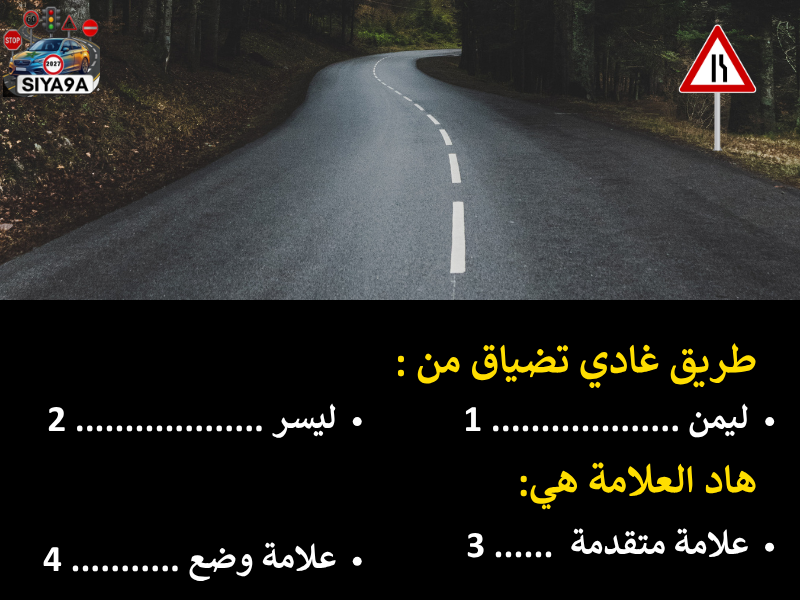 STOP
2027
SIYA9A
طريق غادي تضياق من :
• ليمن ................... 1
• ليسر ................... 2
هاد العلامة هي:
• علامة متقدمة ...... 3
• علامة وضع ........... 4